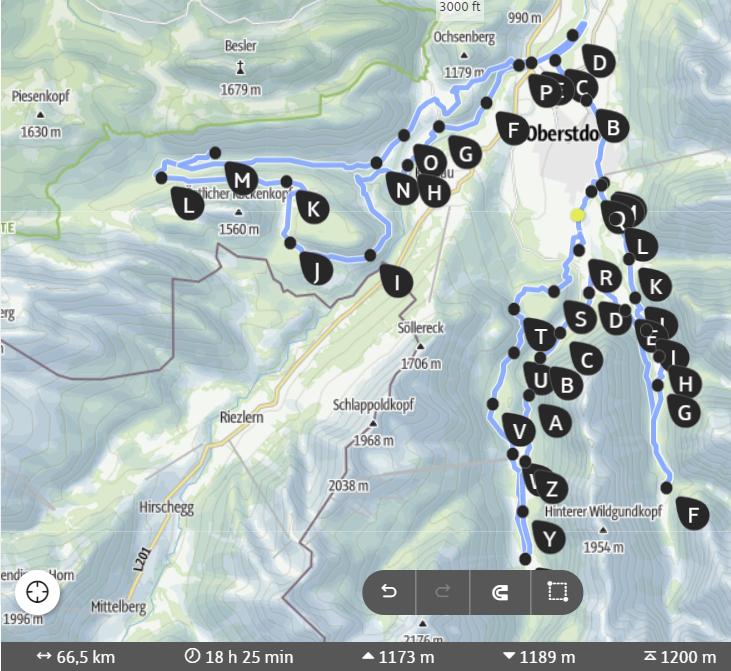 3000 ft
990 m
Ochsenberg
1179 m
Besler
1679 m
Piesenkopf
1630 m
D
C
P
B
F
Oberstdo
G
O
N
H
M
L
K
1560 m
J
I
Q
L
K
R
D
S
E
I
T
C
H
U
B
G
A
V
Z
F
Y
Söllereck
1706 m
Schlappoldkopf
1968 m
Riezlern
2038 m
Hirschegg
Hinterer Wildgundkopf
1954 m
L201
Horn
1996 m
Mittelberg
2176 m
66,5 km
18 h 25 min
1173 m
1189 m
1200 m